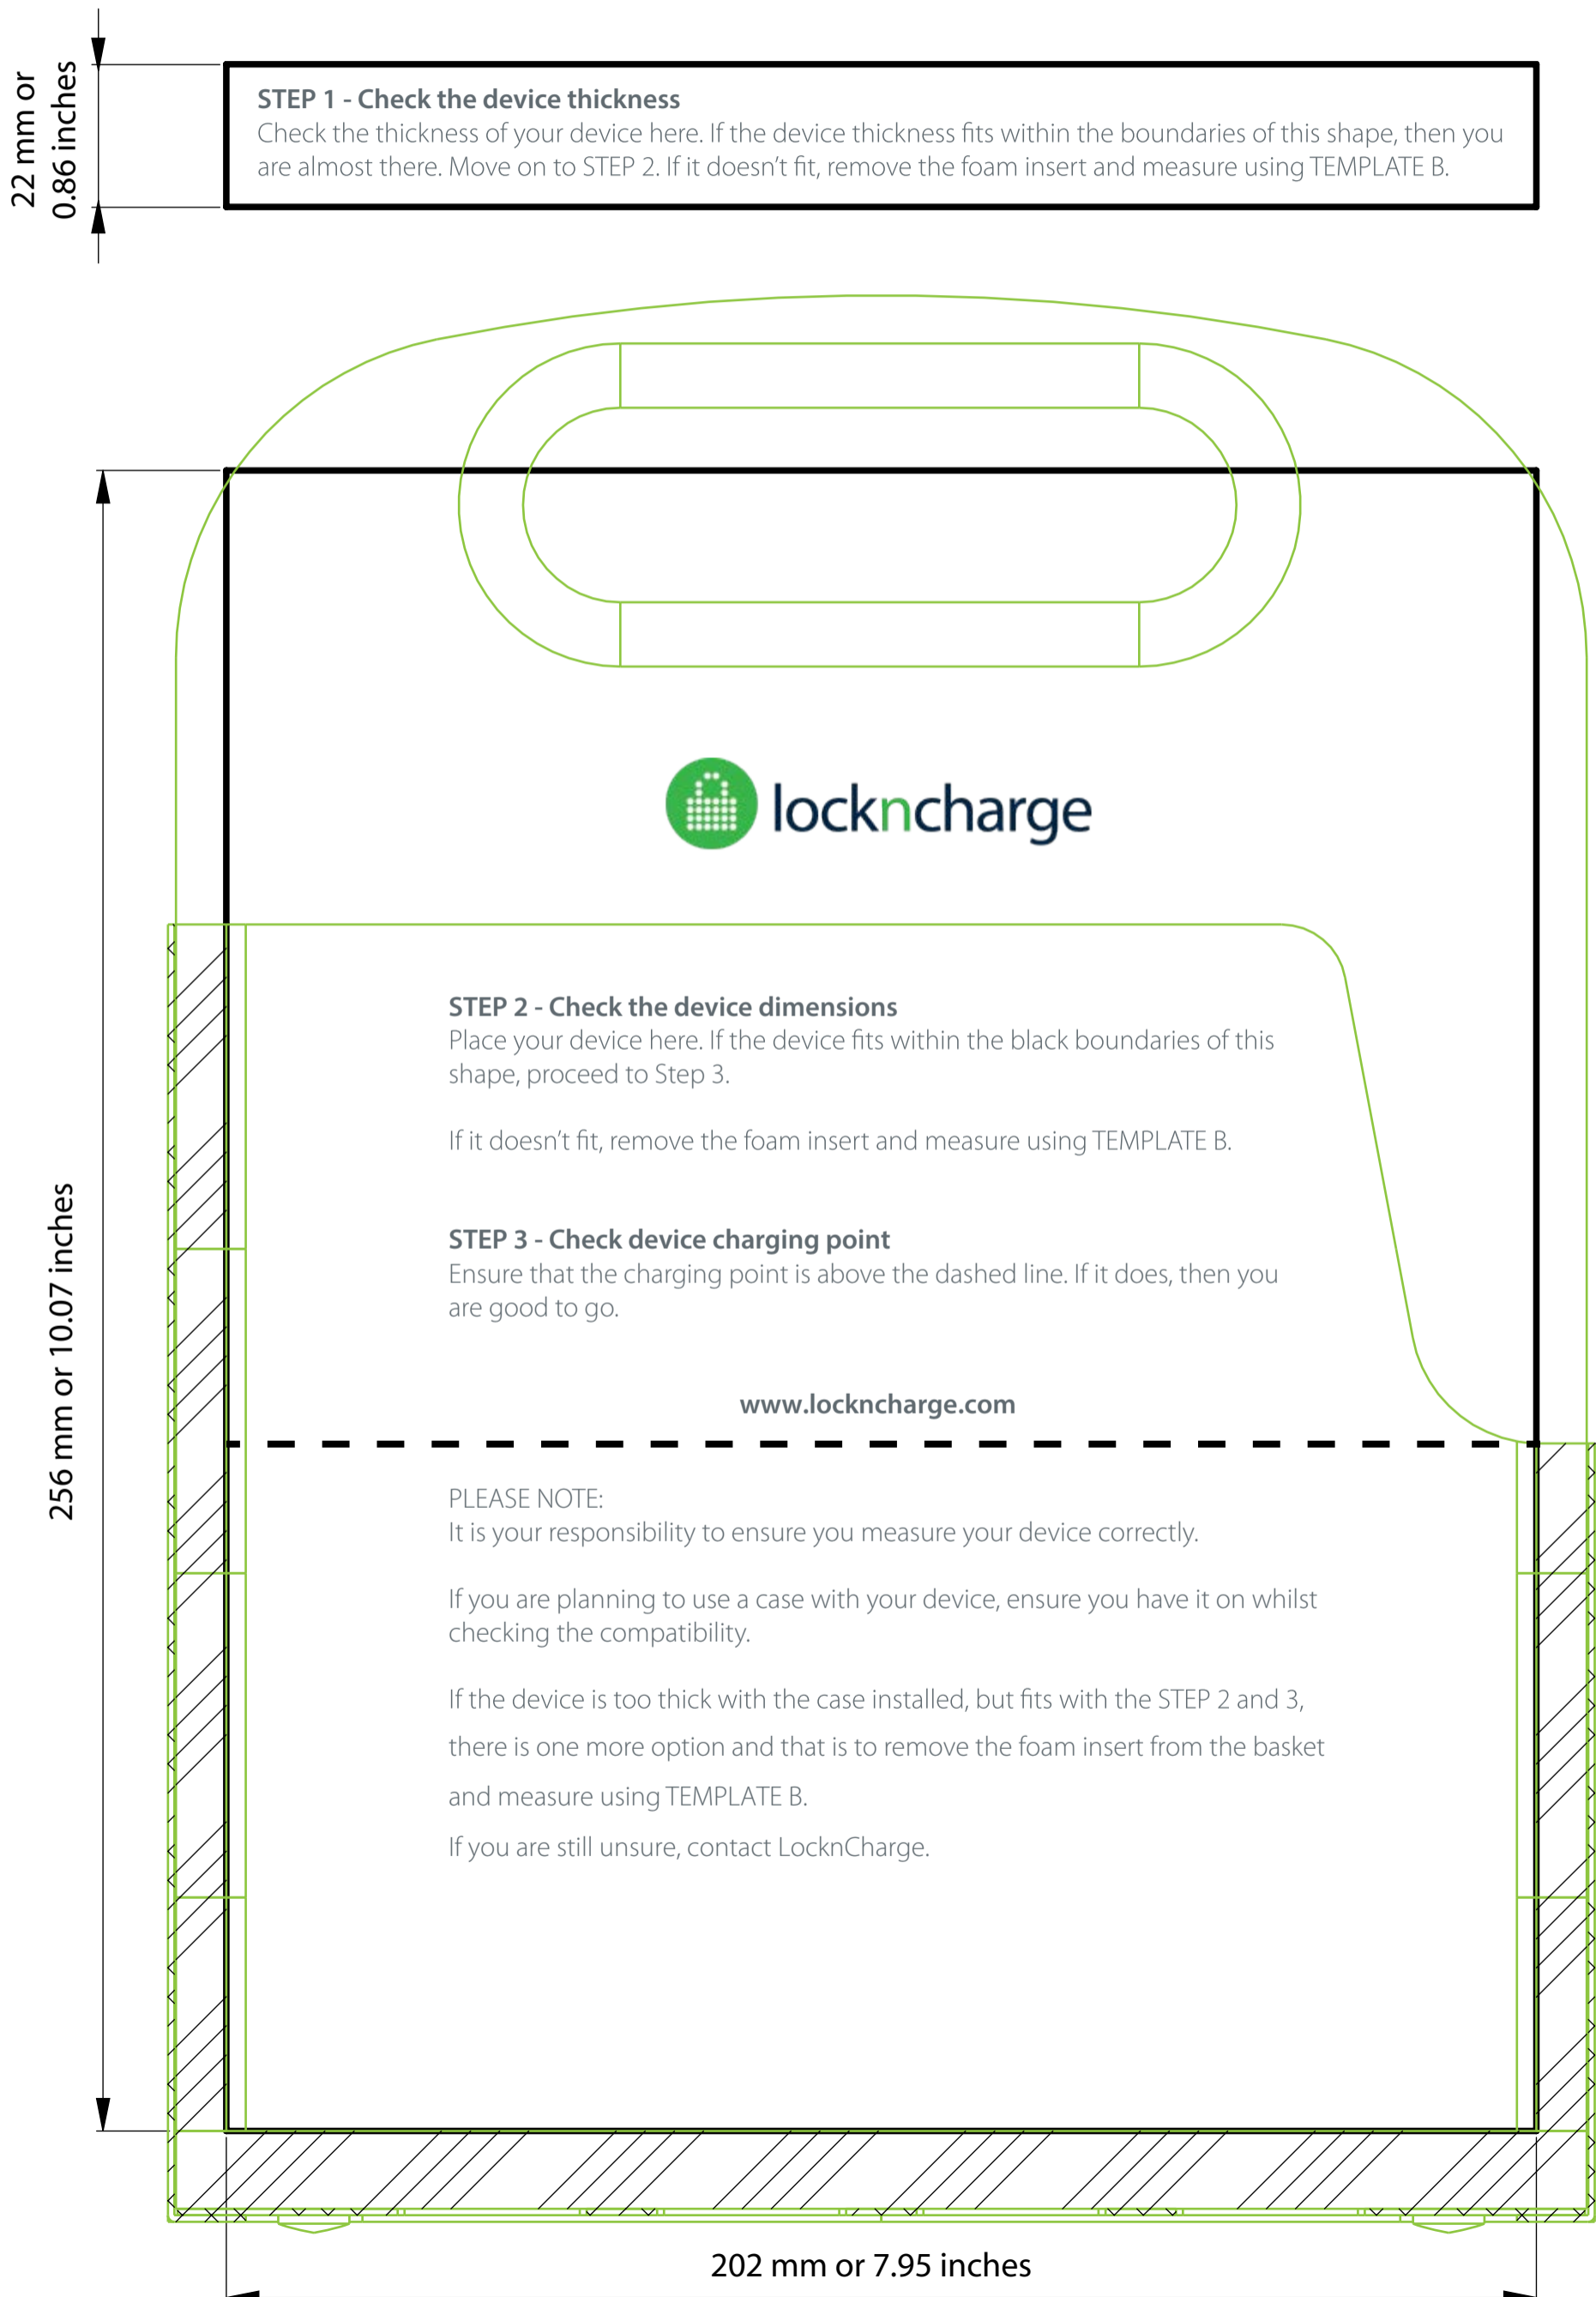 22 mm or
0.86 inches
STEP 1 - Check the device thickness
Check the thickness of your device here. If the device thickness fits within the boundaries of this shape, then you
are almost there. Move on to STEP 2. If it doesn’t fit, remove the foam insert and measure using TEMPLATE B.
lockncharge
STEP 2 - Check the device dimensions
Place your device here. If the device fits within the black boundaries of this
shape, proceed to Step 3.
If it doesn’t fit, remove the foam insert and measure using TEMPLATE B.
STEP 3 - Check device charging point
Ensure that the charging point is above the dashed line. If it does, then you
are good to go.
www.lockncharge.com
256 mm or 10.07 inches
PLEASE NOTE:
It is your responsibility to ensure you measure your device correctly.
If you are planning to use a case with your device, ensure you have it on whilst
checking the compatibility.
If the device is too thick with the case installed, but fits with the STEP 2 and 3,
there is one more option and that is to remove the foam insert from the basket
and measure using TEMPLATE B.
If you are still unsure, contact LocknCharge.
202 mm or 7.95 inches